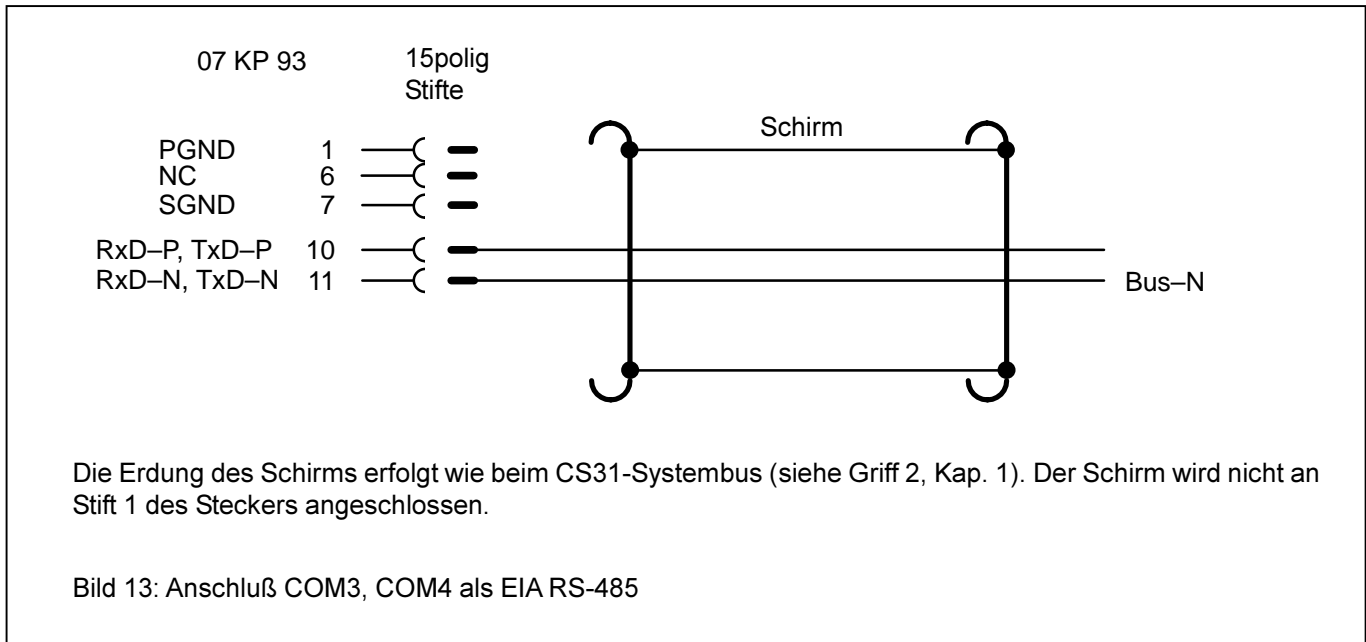 07 KP 93
15polig
Stifte
Schirm
PGND 1
NC 6
SGND 7
RxD–P, TxD–P 10
RxD–N, TxD–N 11
Bus–N
Die Erdung des Schirms erfolgt wie beim CS31-Systembus (siehe Griff 2, Kap. 1). Der Schirm wird nicht an
Stift 1 des Steckers angeschlossen.
Bild 13: Anschluß COM3, COM4 als EIA RS-485